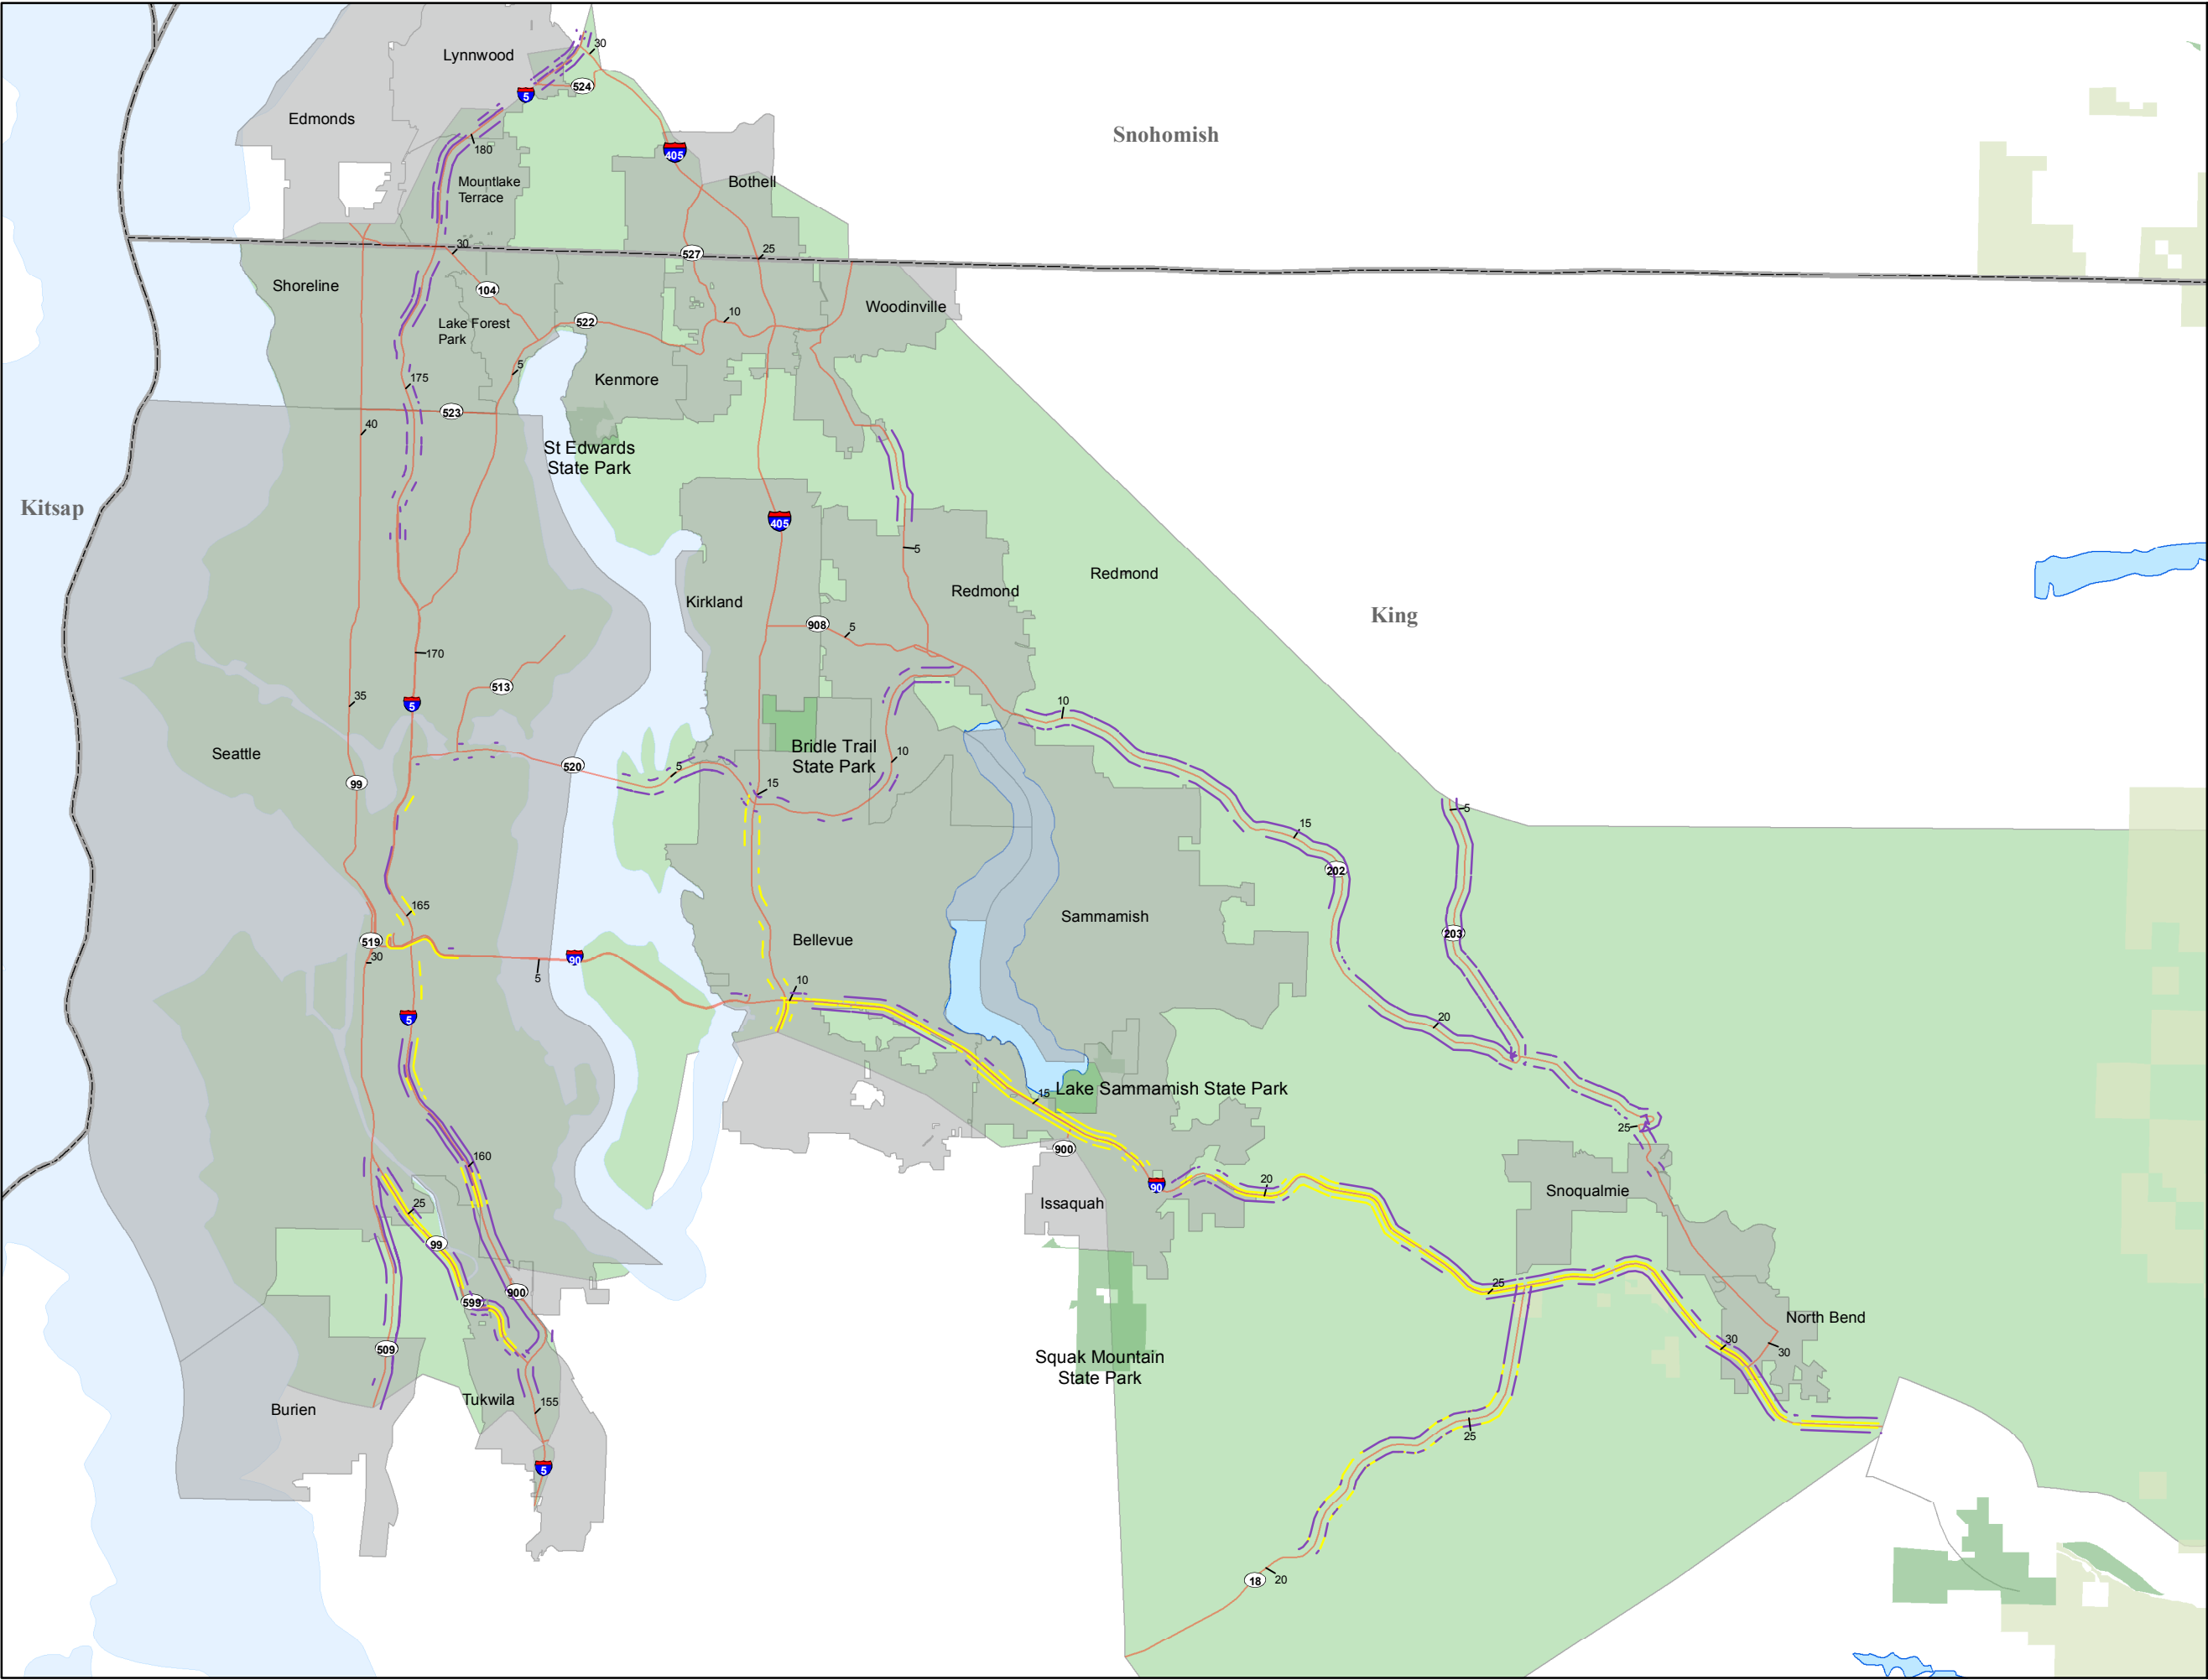 Lynnwood
30
524
5
Edmonds
Snohomish
180
405
Bothell
Mountlake
Terrace
30
527
25
Shoreline
104
Woodinville
Lake Forest
Park
522
10
5
175
Kenmore
523
40
St Edwards
State Park
Kitsap
405
5
Redmond
Redmond
Kirkland
King
908
5
170
513
35
5
10
Seattle
Bridle Trail
State Park
10
520
5
99
15
5
15
202
165
Sammamish
203
519
Bellevue
30
90
5
10
5
20
15
Lake Sammamish State Park
25
900
160
90
20
Snoqualmie
25
Issaquah
99
25
900
599
North Bend
30
30
509
Squak Mountain
State Park
Tukwila
155
Burien
25
5
18
20